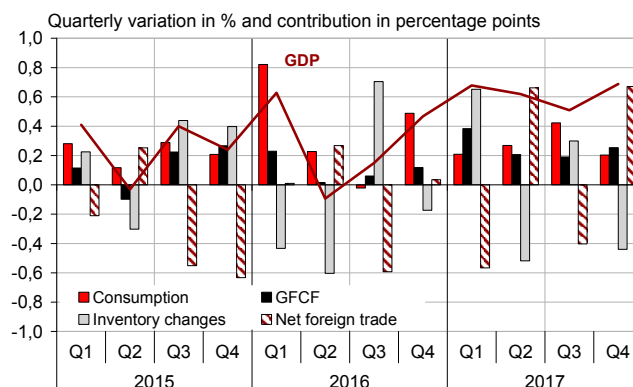 Quarterly variation in % and contribution in percentage points
1,0
0,8
0,6
0,4
0,2
0,0
-0,2
-0,4
-0,6
-0,8
-1,0
GDP
Consumption
GFCF
Inventory changes
Net foreign trade
Q1 Q2 Q3 Q4 Q1 Q2 Q3 Q4 Q1 Q2 Q3 Q4
2015 2016 2017